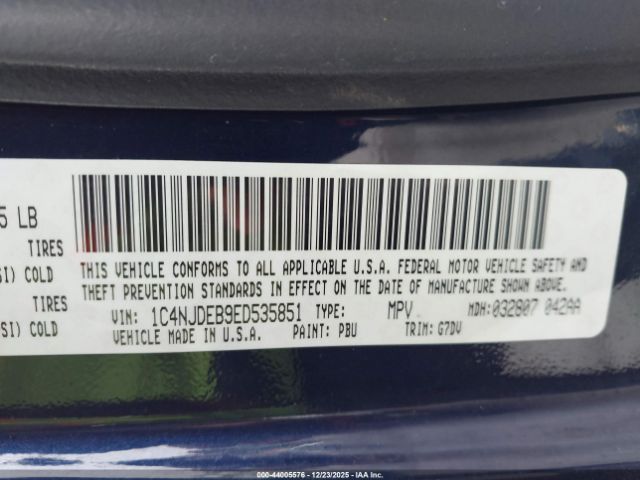 5 LB
TIRES
SI) COLD
TIRES
SI) COLD
THIS VEHICLE CONFORMS TO ALL APPLICABLE U.S.A. FEDERAL MOTOR VEHICLE SAFETY AND
THEFT PREVENTION STANDARDS IN EFFECT ON THE DATE OF MANUFACTURE SHOWN ABOVE.
VIN: 1C4NJDEB9ED535851 TYPE: MPV MDH: 032807 042AA
VEHICLE MADE IN U.S.A. PAINT: PBU TRIM: G7DV
000-44005576 - 12/23/2025 - IAA Inc.